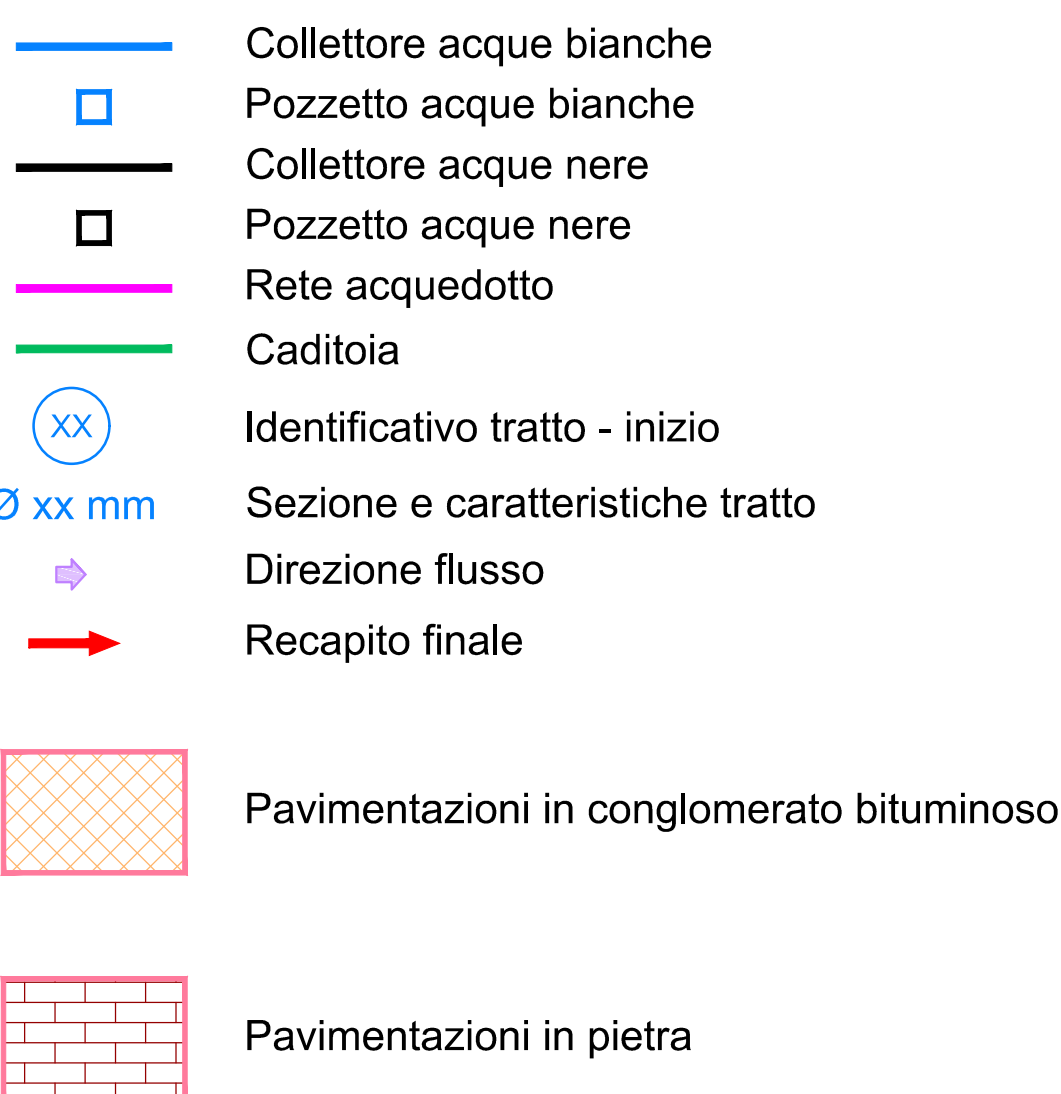 Collettore acque bianche
Pozzetto acque bianche
Collettore acque nere
Pozzetto acque nere
Rete acquedotto
Caditoia
XX Identificativo tratto - inizio
Ø xx mm Sezione e caratteristiche tratto
Direzione flusso
Recapito finale
Pavimentazioni in conglomerato bituminoso
Pavimentazioni in pietra